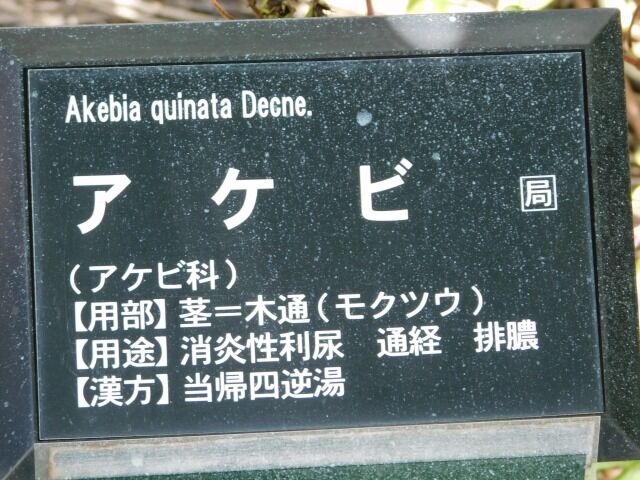 Akebia quinata Decne.
アケビ 局
(アケビ科)
【用部】茎＝木通(モクツウ)
【用途】消炎性利尿　通経　排膿
【漢方】当帰四逆湯